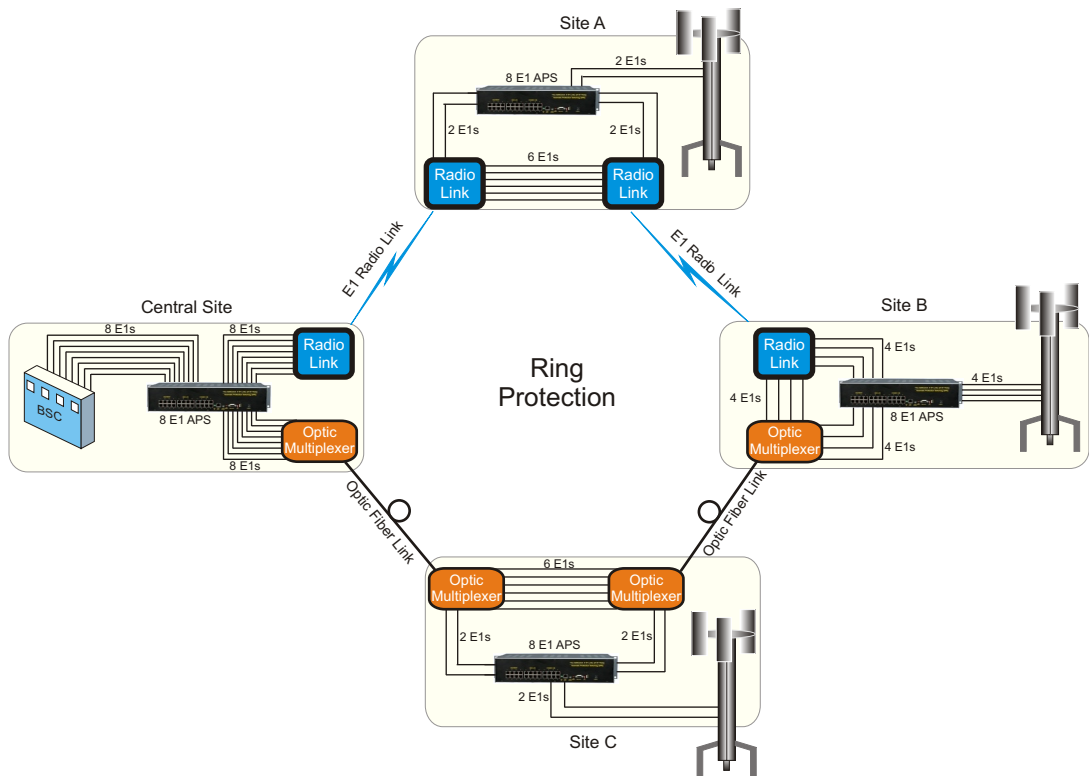 Site A
2 E1s
8 E1 APS
2 E1s
2 E1s
6 E1s
Radio
Link
Radio
Link
E1 Radio Link
E1 Radio Link
Central Site
8 E1s
8 E1s
Radio
Link
BSC
8 E1 APS
Optic
Multiplexer
8 E1s
Ring
Protection
Site B
Radio
Link
4 E1s
4 E1s
4 E1s
8 E1 APS
Optic
Multiplexer
4 E1s
Optic Fiber Link
Optic Fiber Link
6 E1s
Optic
Multiplexer
Optic
Multiplexer
2 E1s
2 E1s
8 E1 APS
2 E1s
Site C